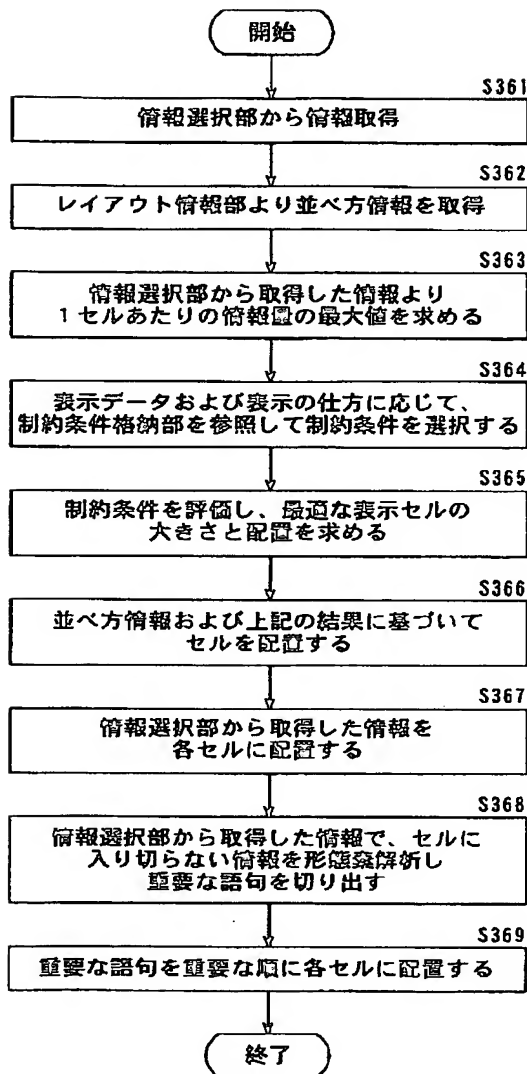 開始
S361
情報選択部から情報取得
S362
レイアウト情報部より並べ方情報を取得
S363
情報選択部から取得した情報より
1セルあたりの情報量の最大値を求める
S364
表示データおよび表示の仕方に応じて、
制約条件格納部を参照して制約条件を選択する
S365
制約条件を評価し、最適な表示セルの
大きさと配置を求める
S366
並べ方情報および上記の結果に基づいて
セルを配置する
S367
情報選択部から取得した情報を
各セルに配置する
S368
情報選択部から取得した情報で、セルに
入り切らない情報を形態素解析し
重要な語句を切り出す
S369
重要な語句を重要な順に各セルに配置する
終了